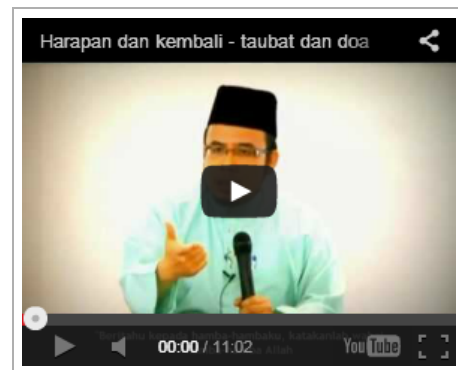 Harapan dan kembali - taubat dan doa
"Beritahu kepada hamba-hambaku, katakanlah
Allah
00:00 / 11:02 YouTube